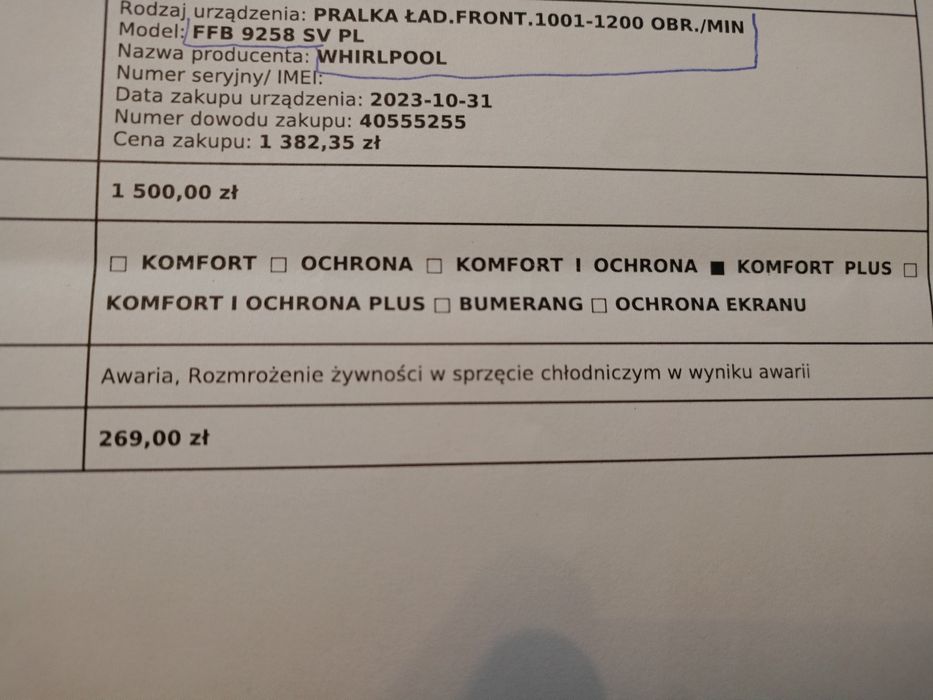 Rodzaj urządzenia: PRALKA ŁAD.FRONT.1001-1200 OBR./MIN
Model: FFB 9258 SV PL
Nazwa producenta: WHIRLPOOL
Numer seryjny/ IMEI:
Data zakupu urządzenia: 2023-10-31
Numer dowodu zakupu: 40555255
Cena zakupu: 1 382,35 zł
1 500,00 zł
□ KOMFORT □ OCHRONA □ KOMFORT I OCHRONA ■ KOMFORT PLUS □
KOMFORT I OCHRONA PLUS □ BUMERANG □ OCHRONA EKRANU
Awaria, Rozmrożenie żywności w sprzęcie chłodniczym w wyniku awarii
269,00 zł